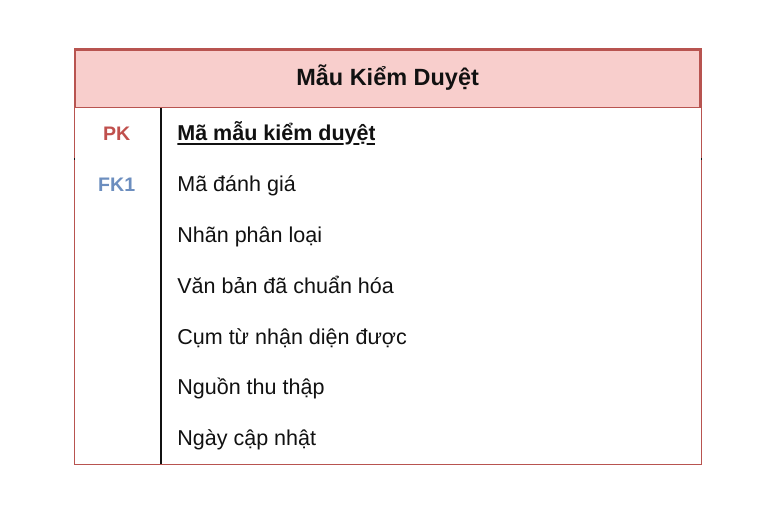 Mẫu Kiểm Duyệt
PK Mã mẫu kiểm duyệt
FK1 Mã đánh giá
Nhãn phân loại
Văn bản đã chuẩn hóa
Cụm từ nhận diện được
Nguồn thu thập
Ngày cập nhật